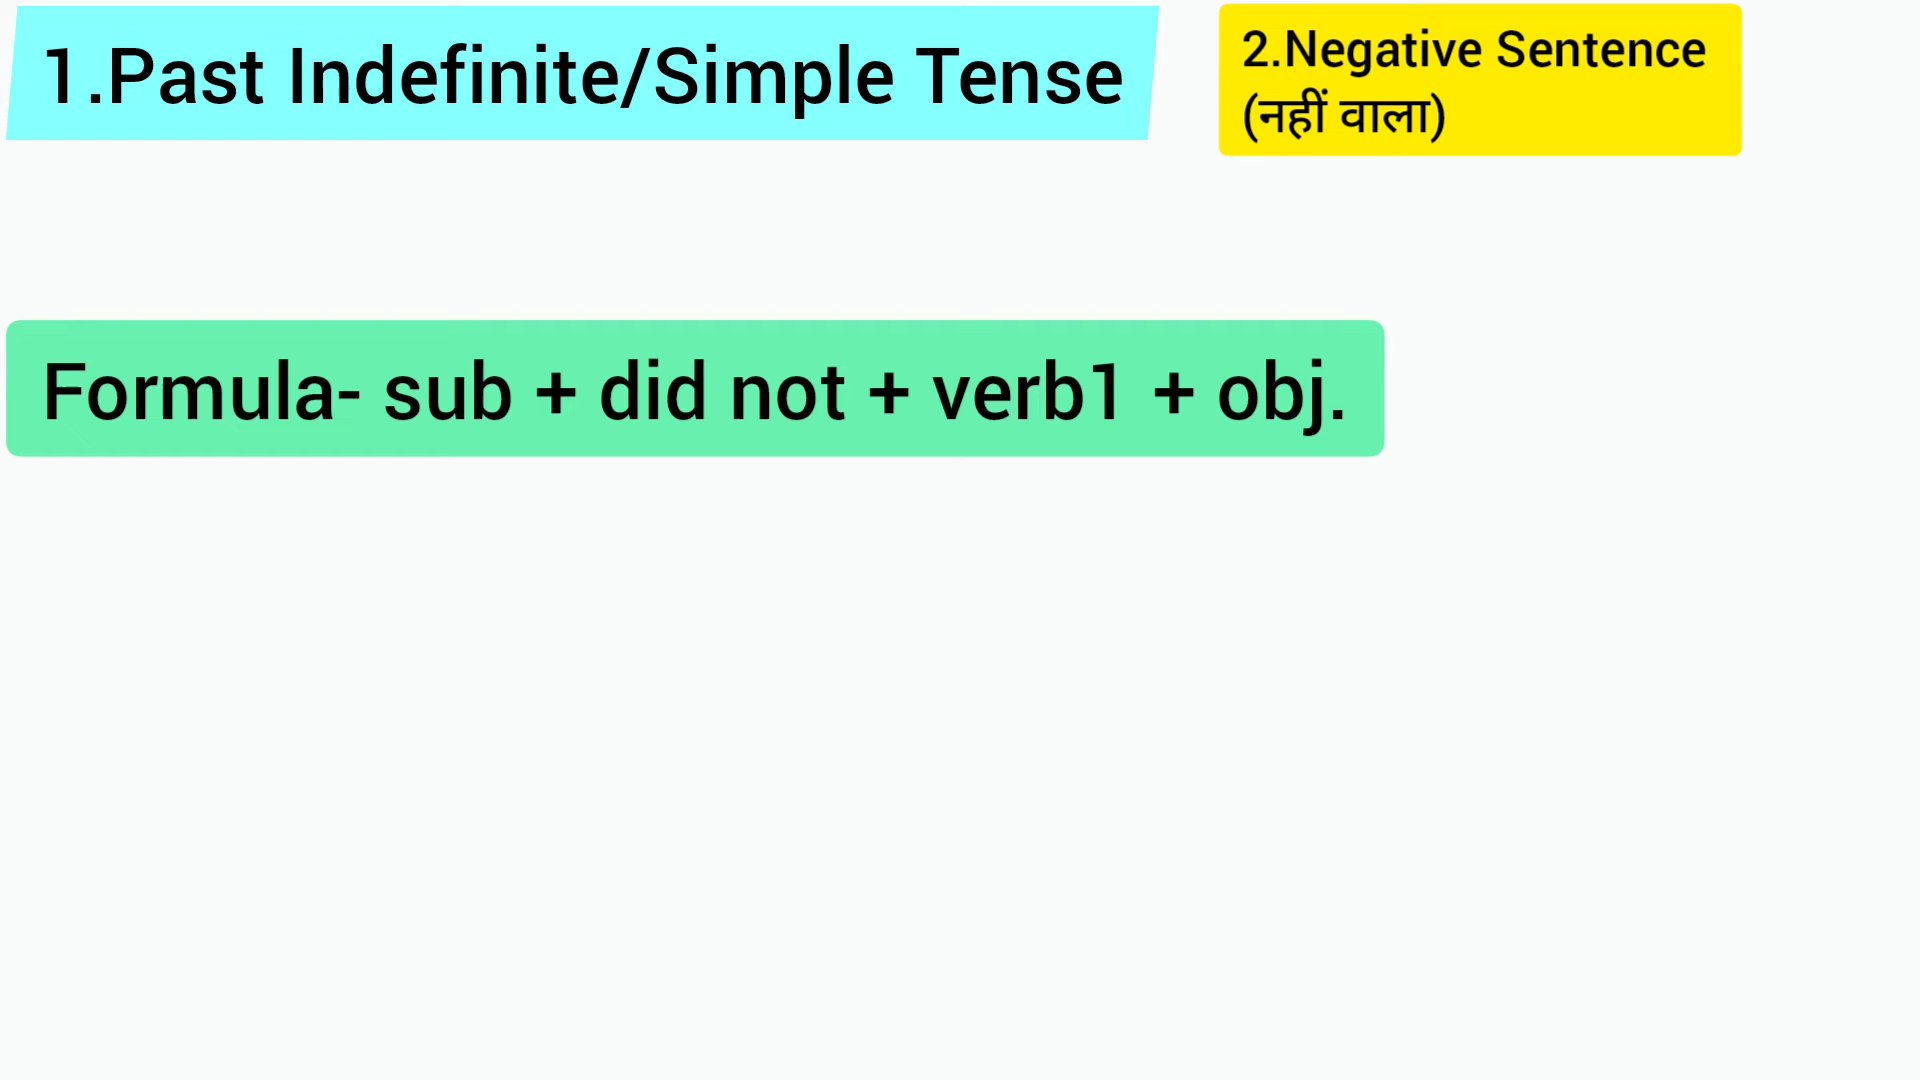 1.Past Indefinite/Simple Tense
2.Negative Sentence
(नहीं वाला)
Formula- sub + did not + verb1 + obj.